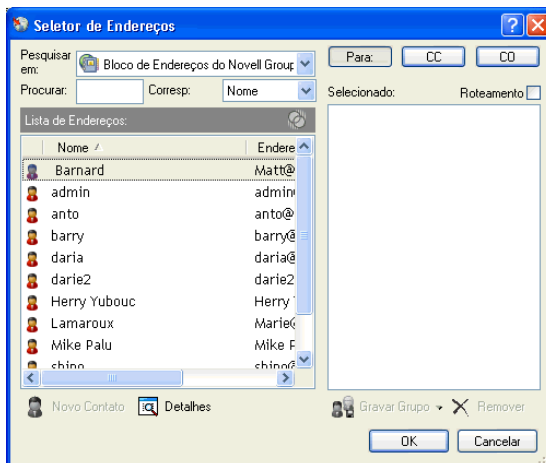 Seletor de Endereços
Pesquisar em:
Bloco de Endereços do Novell Group
Para:
CC
CO
Procurar:
Corresp:
Nome
Selecionado:
Roteamento
Lista de Endereços:
Nome
Endere
Barnard Matt@
admin admin
anto anto@
barry barry@
daria daria@
darie2 darie2
Herry Yubouc Herry
Lamaroux Marie@
Mike Palu Mike P
shino shino@
Novo Contato
Detalhes
Gravar Grupo
Remover
OK
Cancelar